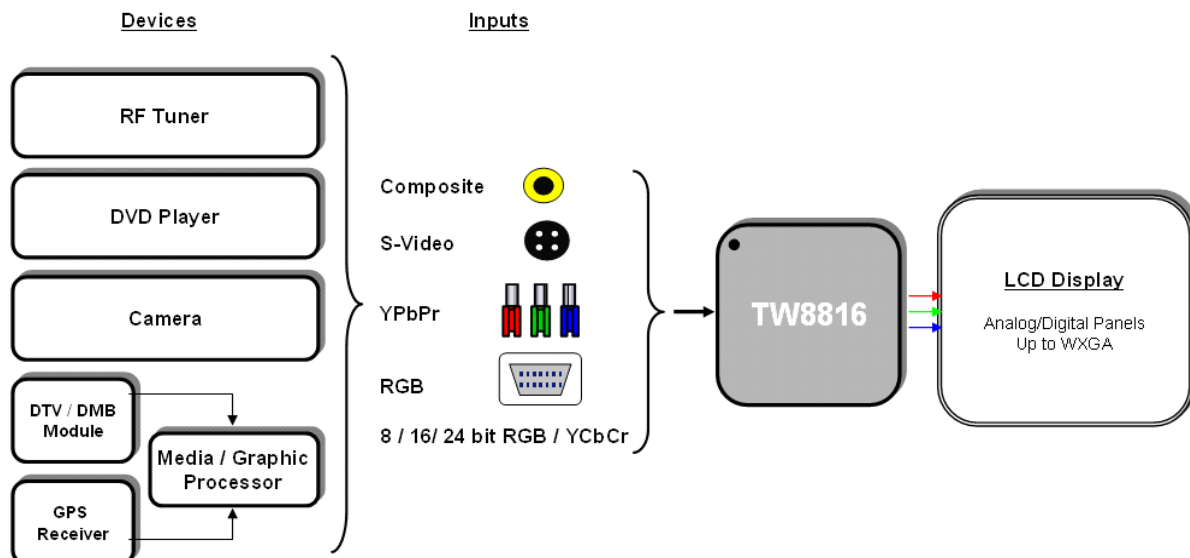 Devices
Inputs
RF Tuner
DVD Player
Camera
DTV / DMB
Module
Media / Graphic
Processor
GPS
Receiver
Composite
S-Video
YPbPr
RGB
8 / 16/ 24 bit RGB / YCbCr
TW8816
LCD Display
Analog/Digital Panels
Up to WXGA